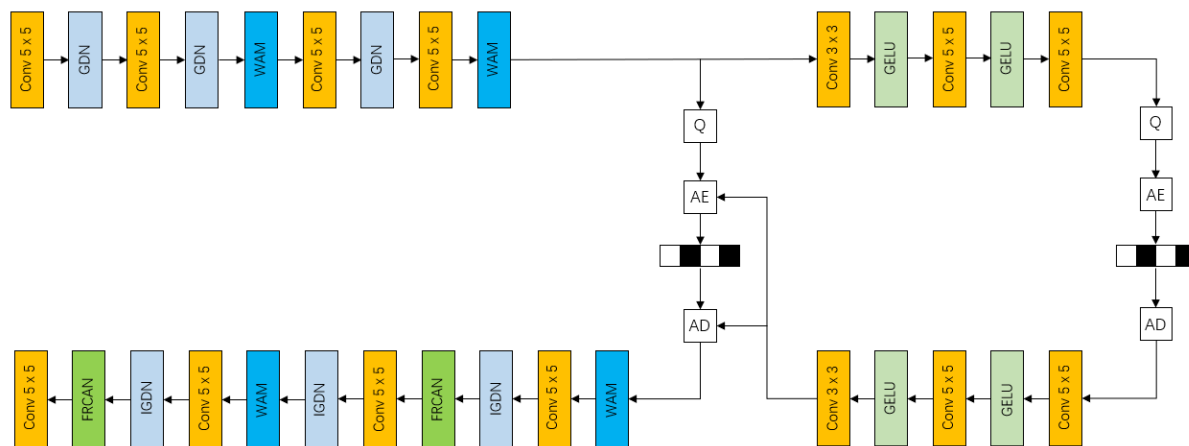 Conv 5 x 5
GDN
Conv 5 x 5
GDN
WAM
Conv 5 x 5
GDN
Conv 5 x 5
WAM
Conv 3 x 3
GELU
Conv 5 x 5
GELU
Conv 5 x 5
Q
Q
AE
AE
AD
AD
Conv 5 x 5
FRCAN
IGDN
Conv 5 x 5
WAM
IGDN
Conv 5 x 5
FRCAN
IGDN
Conv 5 x 5
WAM
Conv 3 x 3
GELU
Conv 5 x 5
GELU
Conv 5 x 5